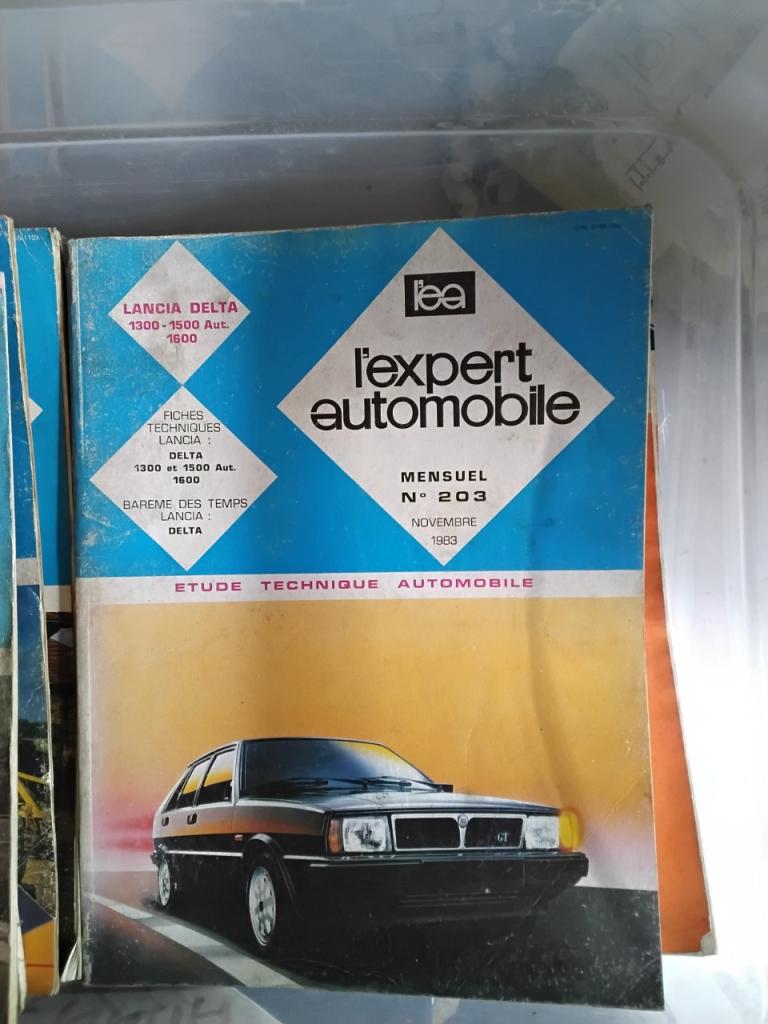 LANCIA DELTA
1300 - 1500 Aut.
1600
FICHES
TECHNIQUES
LANCIA :
DELTA
1300 et 1500 Aut.
1600
BAREME DES TEMPS
LANCIA :
DELTA
l'ea
l'expert
automobile
MENSUEL
N° 203
NOVEMBRE
1983
ETUDE TECHNIQUE AUTOMOBILE
GT